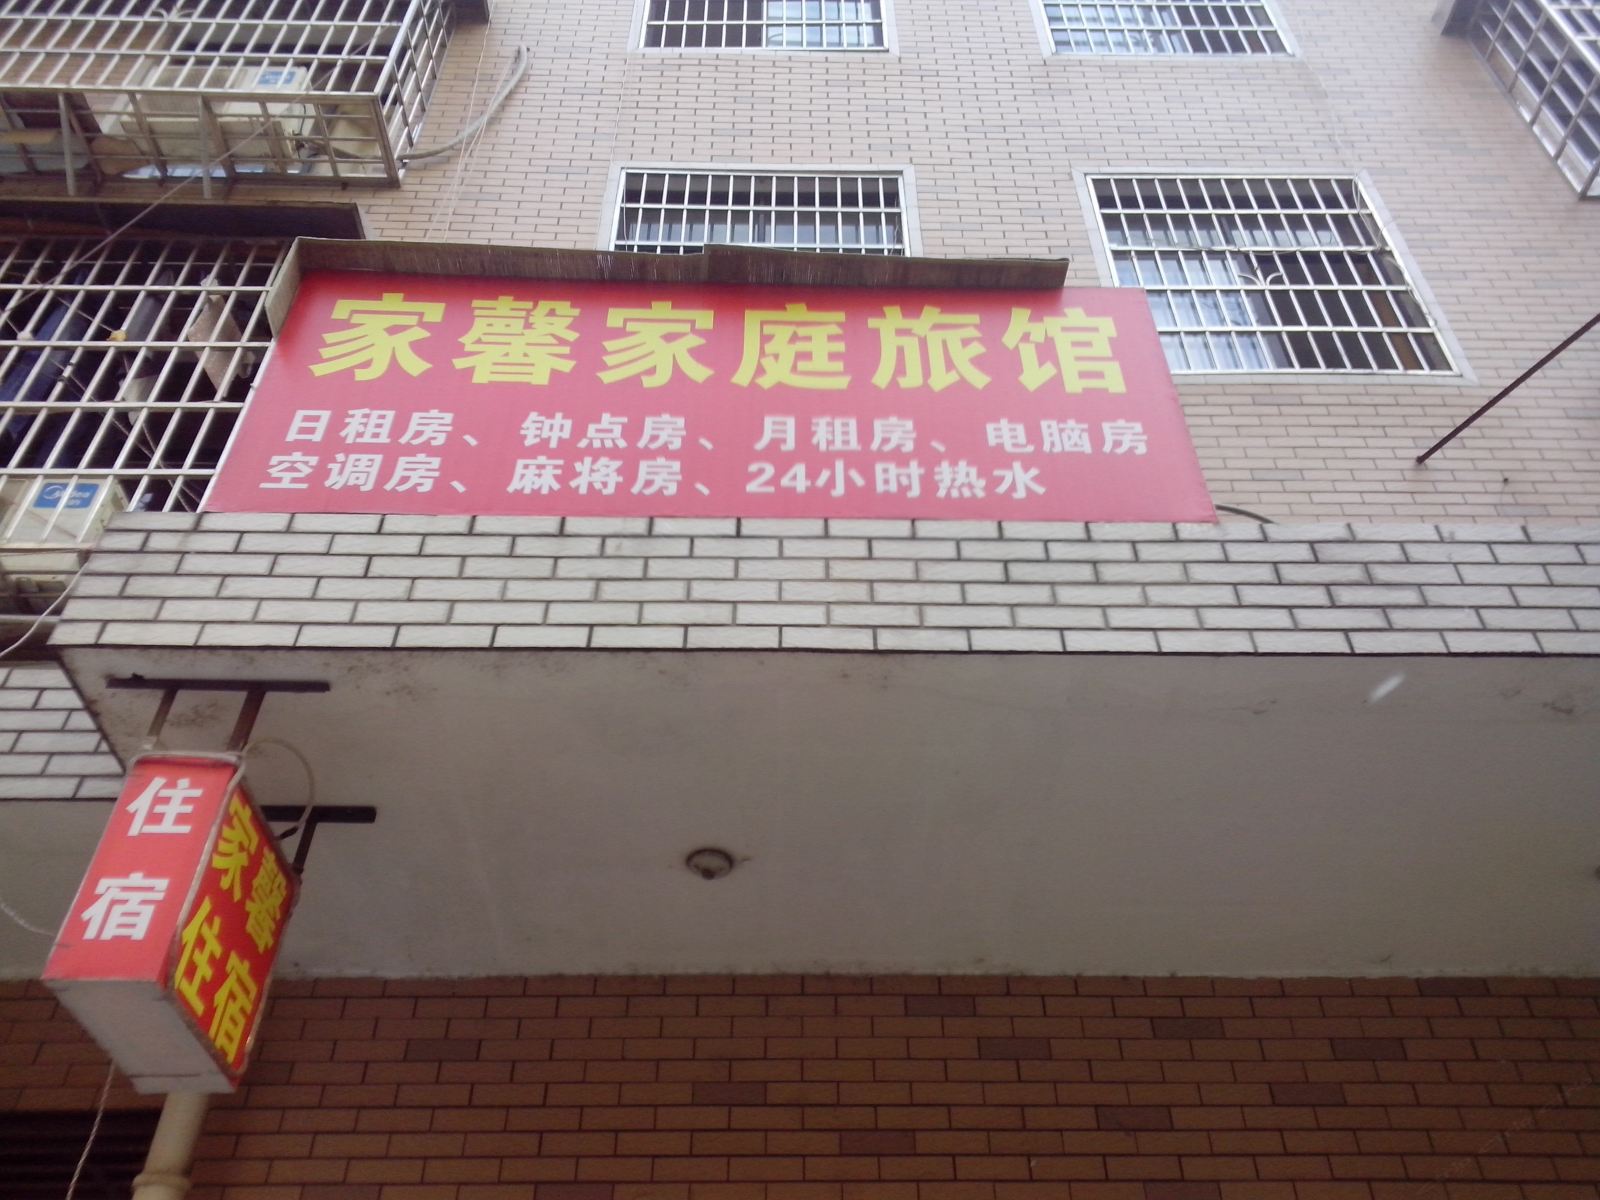 家馨家庭旅馆
日租房、钟点房、月租房、电脑房
空调房、麻将房、24小时热水
住宿
家馨
住宿
Midea